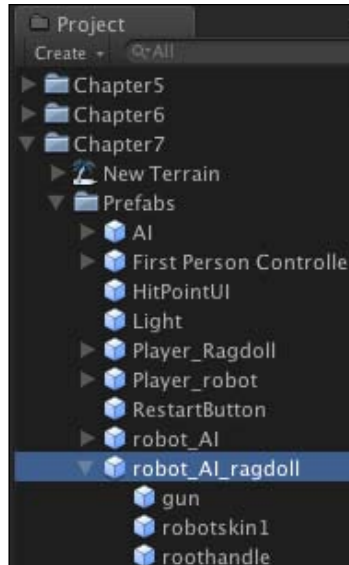 Project
Create
All
Chapter5
Chapter6
Chapter7
New Terrain
Prefabs
AI
First Person Controlle
HitPointUI
Light
Player_Ragdoll
Player_robot
RestartButton
robot_AI
robot_AI_ragdoll
gun
robotskin1
roothandle